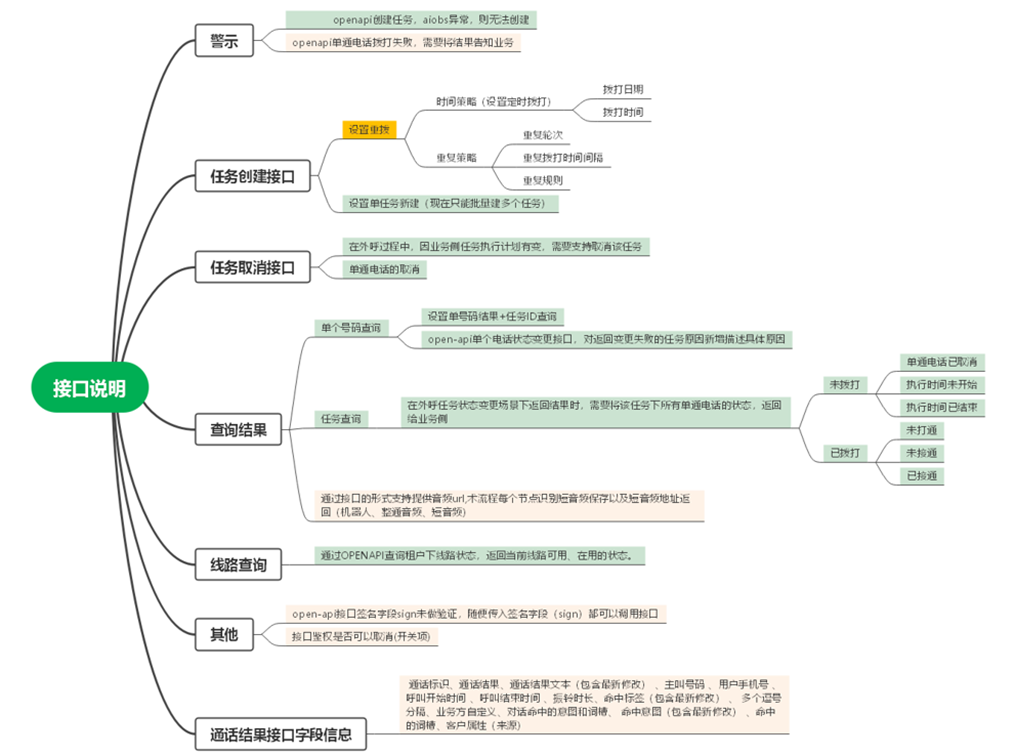 接口说明
警示
openapi创建任务，aiobs异常，则无法创建
openapi单通电话拨打失败，需要将结果告知业务
任务创建接口
设置重拨
时间策略（设置定时拨打）
拨打日期
拨打时间
重复策略
重复轮次
重复拨打时间间隔
重复规则
设置单任务新建（现在只能批量建多个任务）
任务取消接口
在外呼过程中，因业务侧任务执行计划有变，需要支持取消该任务
单通电话的取消
查询结果
单个号码查询
设置单号码结果+任务ID查询
open-api单个电话状态变更接口，对返回变更失败的任务原因新增描述具体原因
任务查询
在外呼任务状态变更场景下返回结果时，需要将该任务下所有单通电话的状态，返回
给业务侧
未拨打
单通电话已取消
执行时间未开始
执行时间已结束
已拨打
未打通
未接通
已接通
通过接口的形式支持提供音频url,术流程每个节点识别短音频保存以及短音频地址返
回（机器人、整通音频、短音频）
线路查询
通过OPENAPI查询租户下线路状态，返回当前线路可用、在用的状态。
其他
open-api接口签名字段sign未做验证，随便传入签名字段（sign）都可以调用接口
接口鉴权是否可以取消(开关项)
通话结果接口字段信息
通话标识、通话结果、通话结果文本（包含最新修改）、主叫号码、用户手机号、
呼叫开始时间、呼叫结束时间、振铃时长、命中标签（包含最新修改）、 多个逗号
分隔、业务方自定义、对话命中的意图和词槽、 命中意图（包含最新修改）、命中
的词槽、客户属性（来源）